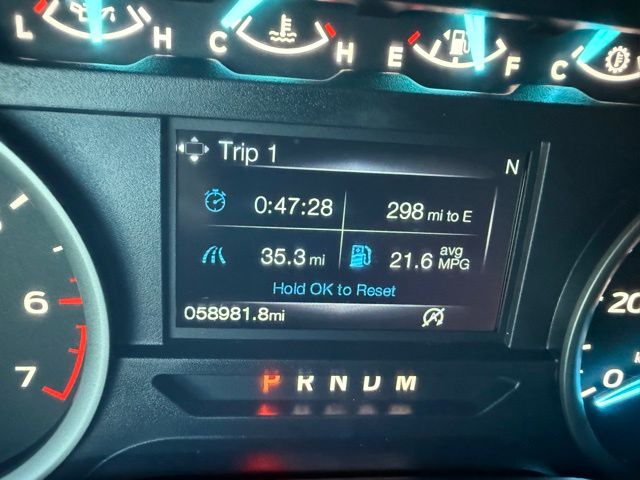 L H C H E F C
Trip 1 N
0:47:28 298 mi to E
35.3 mi 21.6 avg MPG
Hold OK to Reset
058981.8mi
6
7
20
0
P R N D M